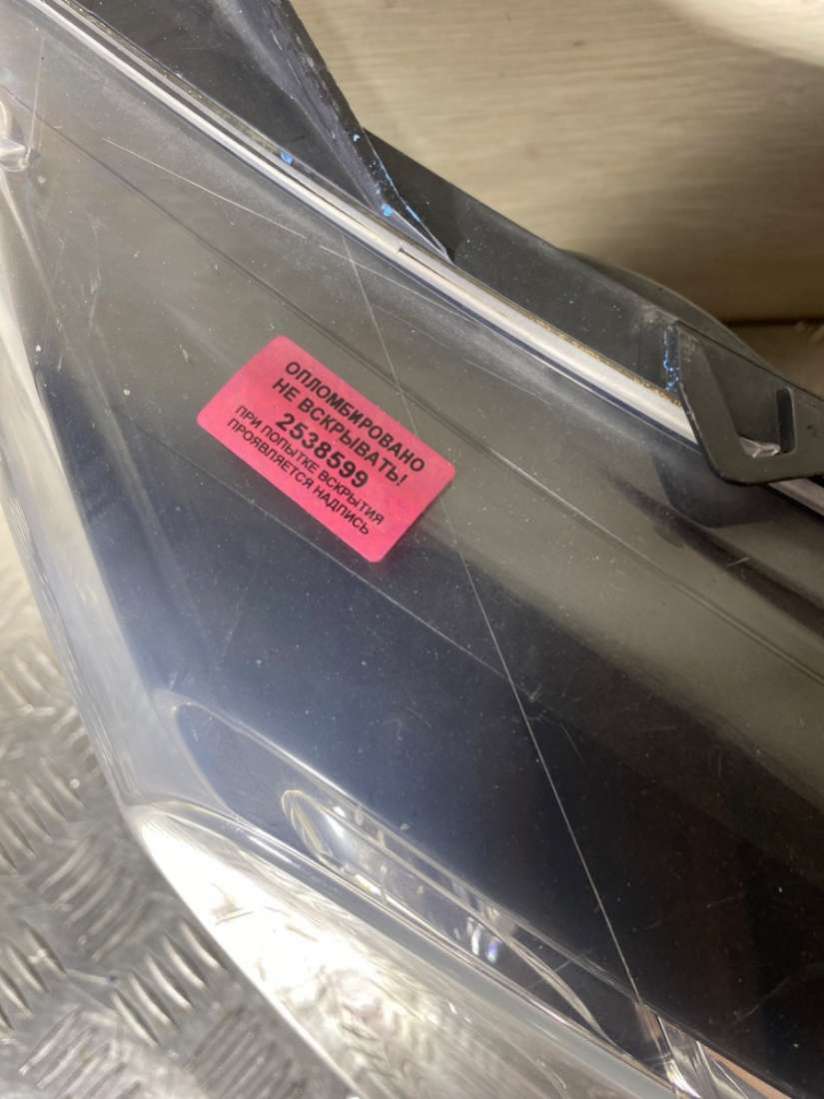 ОПЛОМБИРОВАНО
НЕ ВСКРЫВАТЬ!
2538599
ПРИ ПОПЫТКЕ ВСКРЫТИЯ
ПРОЯВЛЯЕТСЯ НАДПИСЬ